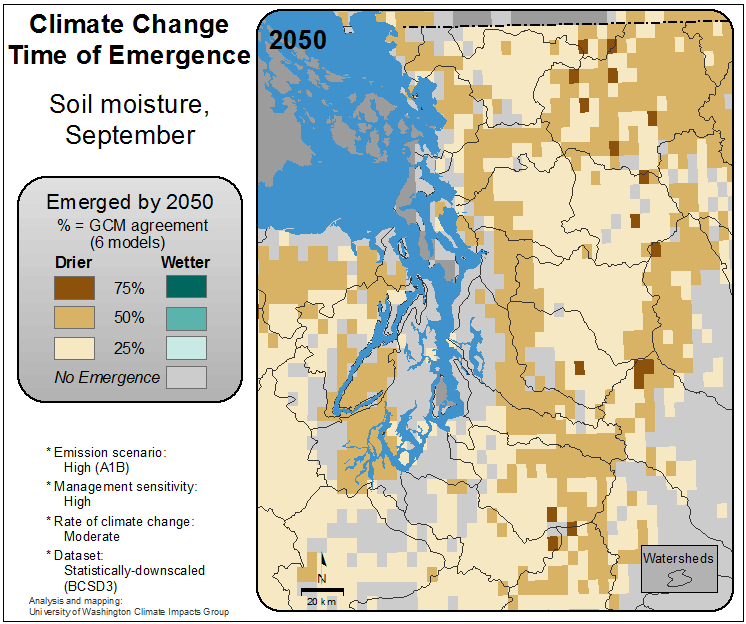 Climate Change
Time of Emergence
Soil moisture,
September
Emerged by 2050
% = GCM agreement
(6 models)
Drier Wetter
75%
50%
25%
No Emergence
* Emission scenario:
High (A1B)
* Management sensitivity:
High
* Rate of climate change:
Moderate
* Dataset:
Statistically-downscaled
(BCSD3)
Analysis and mapping:
University of Washington Climate Impacts Group
2050
N
20 km
Watersheds